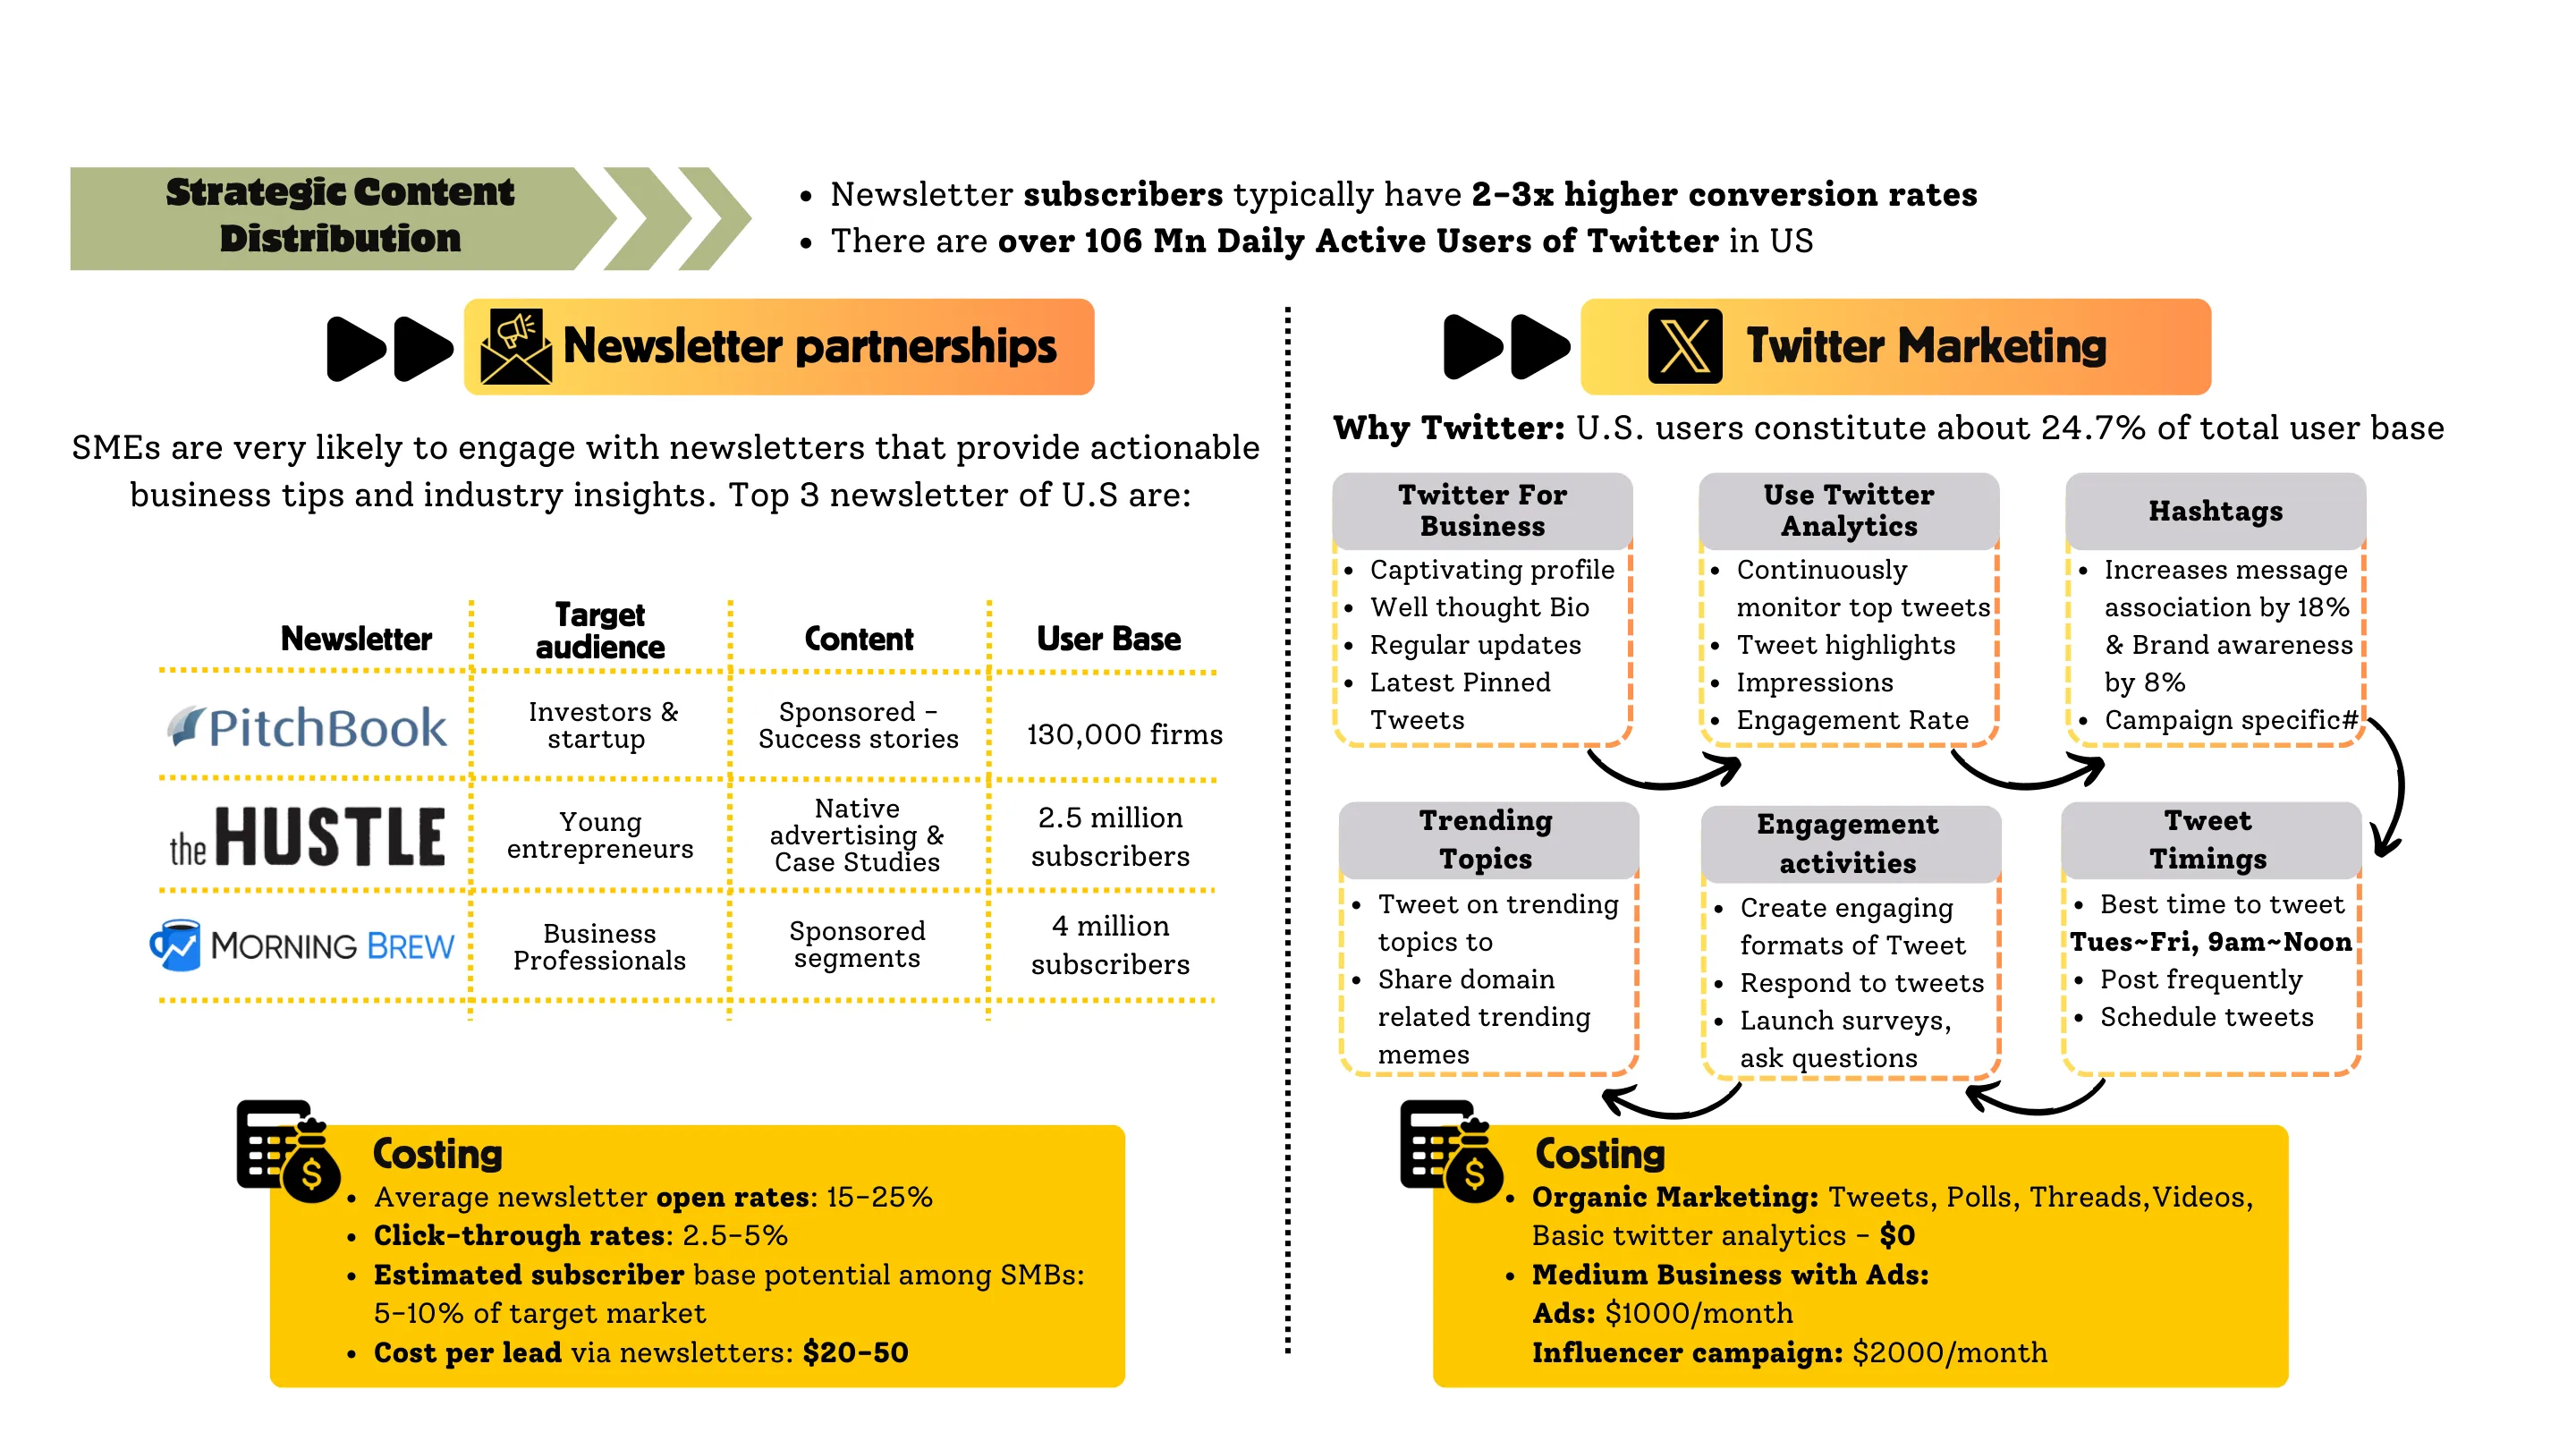 Strategic Content
Distribution
• Newsletter subscribers typically have 2-3x higher conversion rates
• There are over 106 Mn Daily Active Users of Twitter in US
Newsletter partnerships
SMEs are very likely to engage with newsletters that provide actionable
business tips and industry insights. Top 3 newsletter of U.S are:
Newsletter
Target
audience
Content
User Base
PitchBook
Investors &
startup
Sponsored -
Success stories
130,000 firms
the HUSTLE
Young
entrepreneurs
Native
advertising &
Case Studies
2.5 million
subscribers
MORNING BREW
Business
Professionals
Sponsored
segments
4 million
subscribers
$
Costing
• Average newsletter open rates: 15-25%
• Click-through rates: 2.5-5%
• Estimated subscriber base potential among SMBs:
5-10% of target market
• Cost per lead via newsletters: $20-50
X
Twitter Marketing
Why Twitter: U.S. users constitute about 24.7% of total user base
Twitter For
Business
• Captivating profile
• Well thought Bio
• Regular updates
• Latest Pinned
Tweets
Use Twitter
Analytics
• Continuously
monitor top tweets
• Tweet highlights
• Impressions
• Engagement Rate
Hashtags
• Increases message
association by 18%
& Brand awareness
by 8%
• Campaign specific#
Trending
Topics
• Tweet on trending
topics to
• Share domain
related trending
memes
Engagement
activities
• Create engaging
formats of Tweet
• Respond to tweets
• Launch surveys,
ask questions
Tweet
Timings
• Best time to tweet
Tues~Fri, 9am~Noon
• Post frequently
• Schedule tweets
$
Costing
• Organic Marketing: Tweets, Polls, Threads,Videos,
Basic twitter analytics - $0
• Medium Business with Ads:
Ads: $1000/month
Influencer campaign: $2000/month